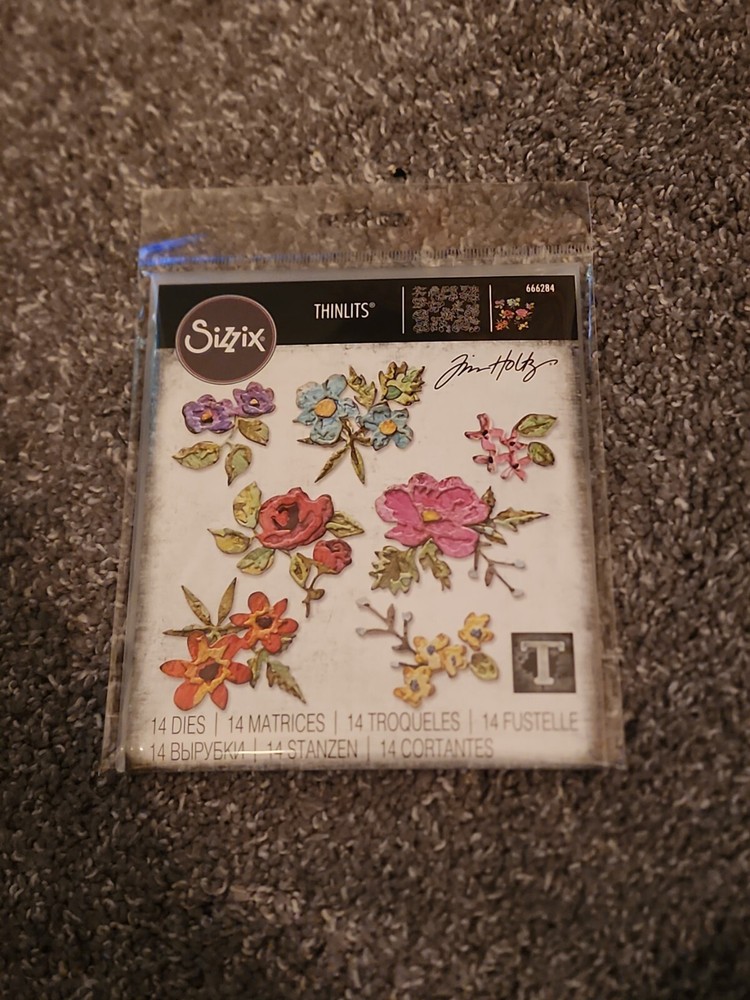 Sizzix
THINLITS®
666284
Tim Holtz
T
14 DIES | 14 MATRICES | 14 TROQUELES | 14 FUSTELLE
14 ВЫРУБКИ | 14 STANZEN | 14 CORTANTES